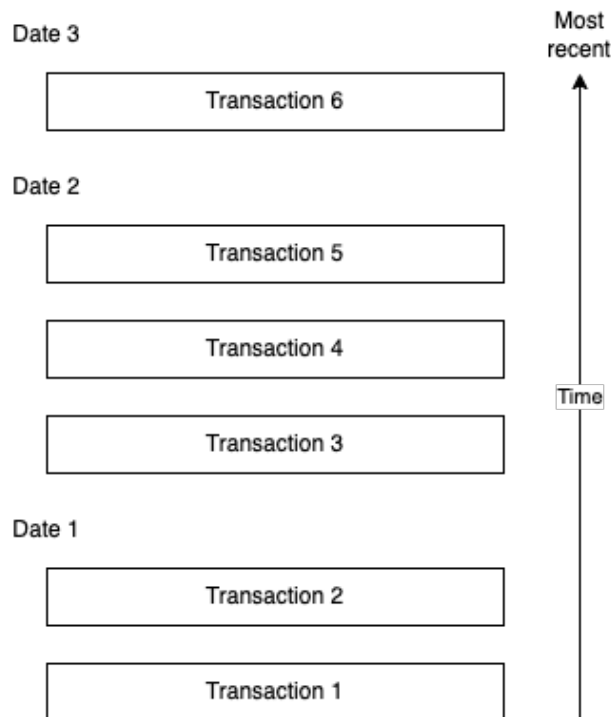 Date 3
Most
recent
Transaction 6
Date 2
Transaction 5
Transaction 4
Time
Transaction 3
Date 1
Transaction 2
Transaction 1